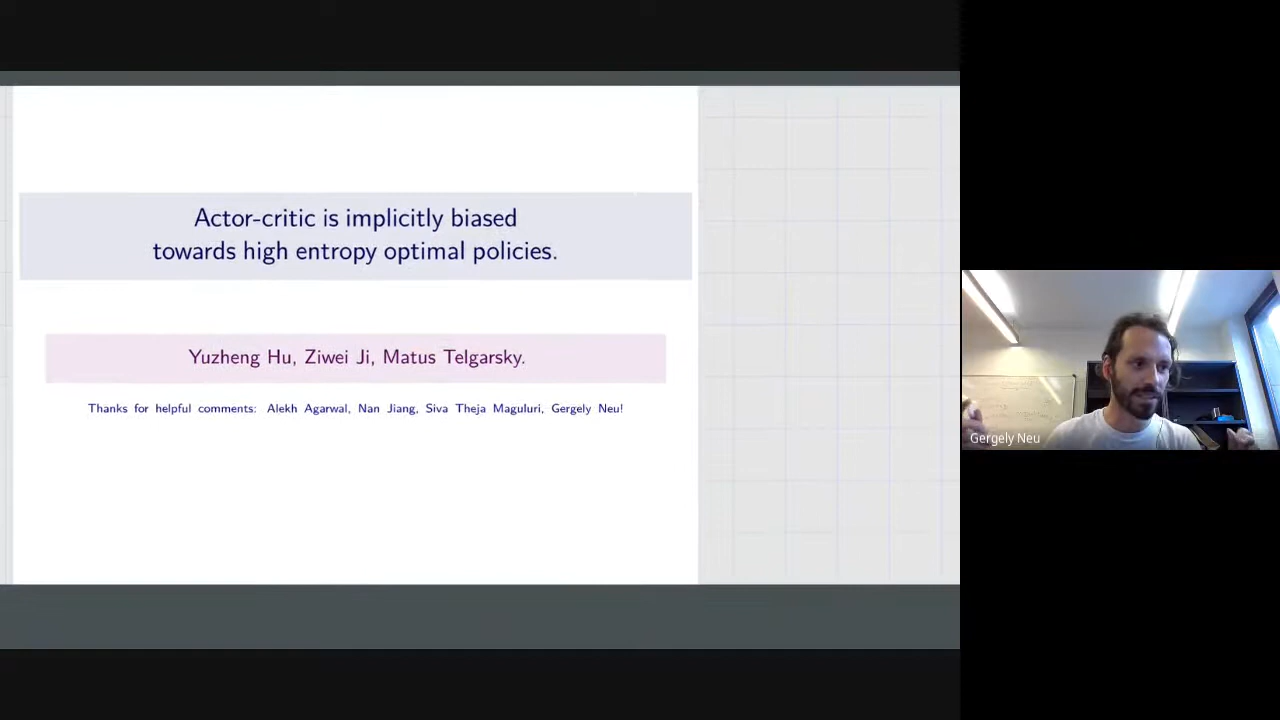 Actor-critic is implicitly biased
towards high entropy optimal policies.
Yuzheng Hu, Ziwei Ji, Matus Telgarsky.
Thanks for helpful comments: Alekh Agarwal, Nan Jiang, Siva Theja Maguluri, Gergely Neu!
Gergely Neu